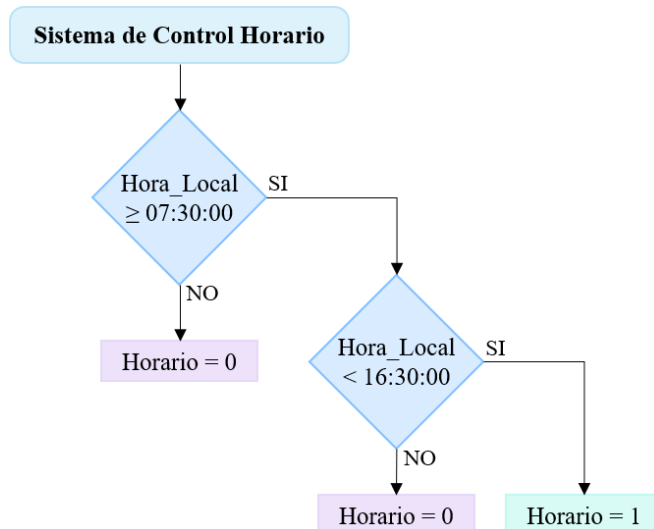 Sistema de Control Horario
Hora_Local
≥ 07:30:00
SI
NO
Horario = 0
Hora_Local
< 16:30:00
SI
NO
Horario = 0
Horario = 1